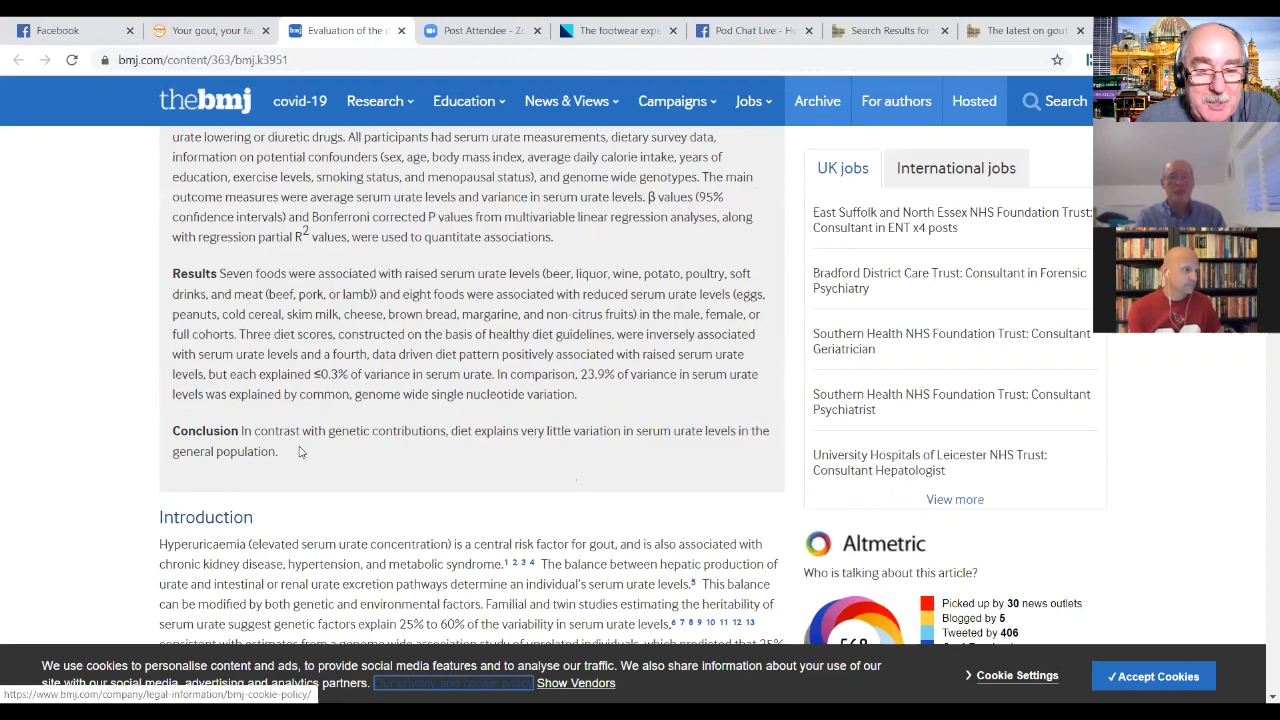 Facebook
Your gout, your fa
Evaluation of the
Post Attendee - Zo
The footwear exp
Pod Chat Live - Ho
Search Results for
The latest on gout
bmj.com/content/363/bmj.k3951
thebmj
covid-19
Research
Education
News & Views
Campaigns
Jobs
Archive
For authors
Hosted
Search
urate lowering or diuretic drugs. All participants had serum urate measurements, dietary survey data,
information on potential confounders (sex, age, body mass index, average daily calorie intake, years of
education, exercise levels, smoking status, and menopausal status), and genome wide genotypes. The main
outcome measures were average serum urate levels and variance in serum urate levels. β values (95%
confidence intervals) and Bonferroni corrected P values from multivariable linear regression analyses, along
with regression partial R2 values, were used to quantitate associations.
Results Seven foods were associated with raised serum urate levels (beer, liquor, wine, potato, poultry, soft
drinks, and meat (beef, pork, or lamb)) and eight foods were associated with reduced serum urate levels (eggs,
peanuts, cold cereal, skim milk, cheese, brown bread, margarine, and non-citrus fruits) in the male, female, or
full cohorts. Three diet scores, constructed on the basis of healthy diet guidelines, were inversely associated
with serum urate levels and a fourth, data driven diet pattern positively associated with raised serum urate
levels, but each explained ≤0.3% of variance in serum urate. In comparison, 23.9% of variance in serum urate
levels was explained by common, genome wide single nucleotide variation.
Conclusion In contrast with genetic contributions, diet explains very little variation in serum urate levels in the
general population.
Introduction
Hyperuricaemia (elevated serum urate concentration) is a central risk factor for gout, and is also associated with
chronic kidney disease, hypertension, and metabolic syndrome.1 2 3 4 The balance between hepatic production of
urate and intestinal or renal urate excretion pathways determine an individual's serum urate levels.5 This balance
can be modified by both genetic and environmental factors. Familial and twin studies estimating the heritability of
serum urate suggest genetic factors explain 25% to 60% of the variability in serum urate levels,6 7 8 9 10 11 12 13
consistent with estimates from a genome wide association study of unrelated individuals, which predicted that 25%
UK jobs
International jobs
East Suffolk and North Essex NHS Foundation Trust:
Consultant in ENT x4 posts
Bradford District Care Trust: Consultant in Forensic
Psychiatry
Southern Health NHS Foundation Trust: Consultant
Geriatrician
Southern Health NHS Foundation Trust: Consultant
Psychiatrist
University Hospitals of Leicester NHS Trust:
Consultant Hepatologist
View more
Altmetric
Who is talking about this article?
568
Picked up by 30 news outlets
Blogged by 5
Tweeted by 406
We use cookies to personalise content and ads, to provide social media features and to analyse our traffic. We also share information about your use of
our site with our social media, advertising and analytics partners. Our privacy and cookie policy Show Vendors
Cookie Settings
✓Accept Cookies
https://www.bmj.com/company/legal-information/bmj-cookie-policy/